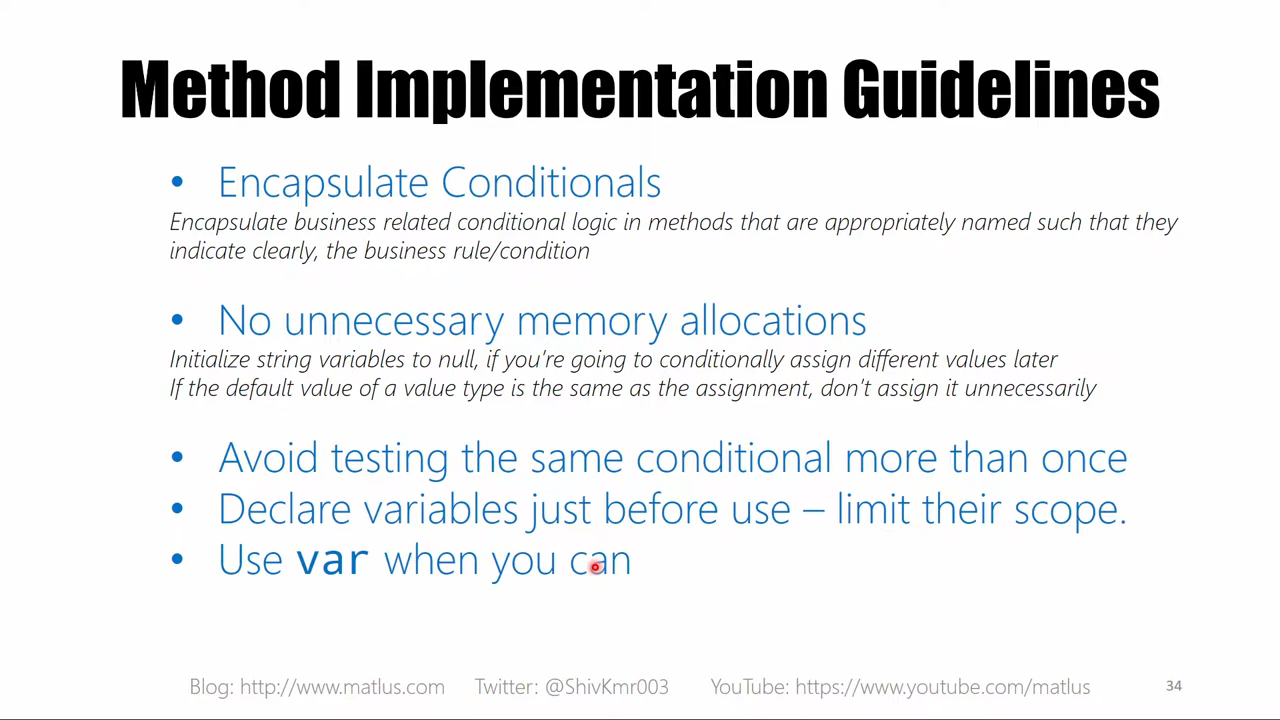 Method Implementation Guidelines
• Encapsulate Conditionals
Encapsulate business related conditional logic in methods that are appropriately named such that they
indicate clearly, the business rule/condition
• No unnecessary memory allocations
Initialize string variables to null, if you're going to conditionally assign different values later
If the default value of a value type is the same as the assignment, don't assign it unnecessarily
• Avoid testing the same conditional more than once
• Declare variables just before use – limit their scope.
• Use var when you can
Blog: http://www.matlus.com Twitter: @ShivKmr003 YouTube: https://www.youtube.com/matlus 34